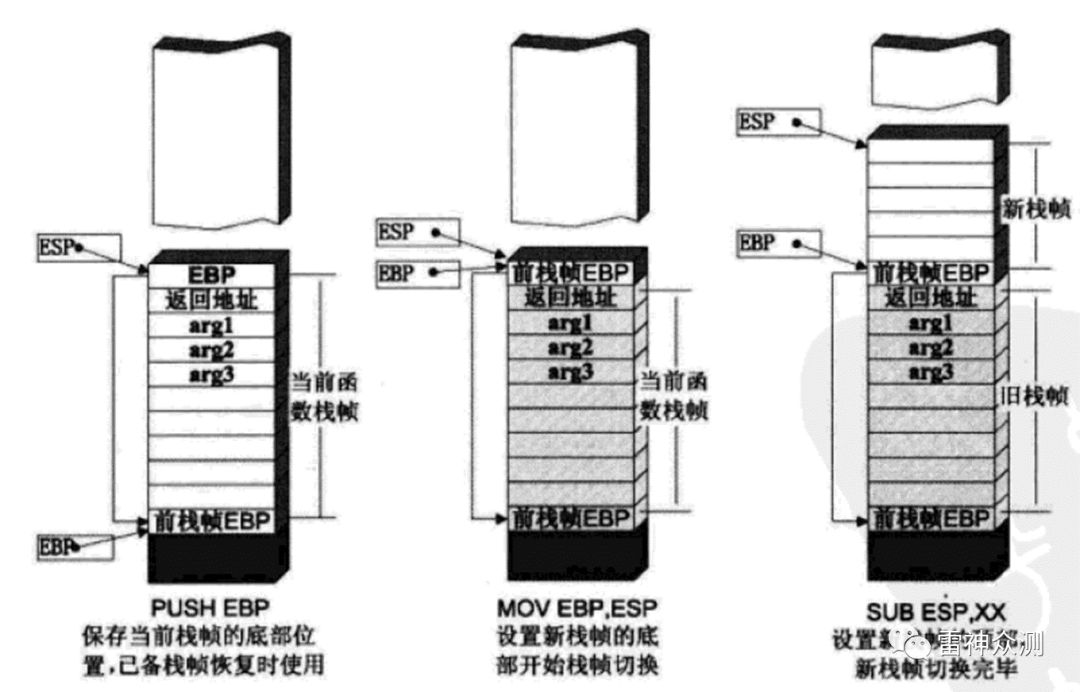 ESP
EBP
返回地址
arg1
arg2
arg3
前栈帧EBP
EBP
当前函
数栈帧
PUSH EBP
保存当前栈帧的底部位
置,已备栈帧恢复时使用
ESP
EBP
前栈帧EBP
返回地址
arg1
arg2
arg3
前栈帧EBP
当前函
数栈帧
MOV EBP,ESP
设置新栈帧的底
部开始栈帧切换
ESP
EBP
新栈帧
前栈帧EBP
返回地址
arg1
arg2
arg3
前栈帧EBP
旧栈帧
SUB ESP,XX
设置新栈帧的
新栈帧切换完毕
雷神众测